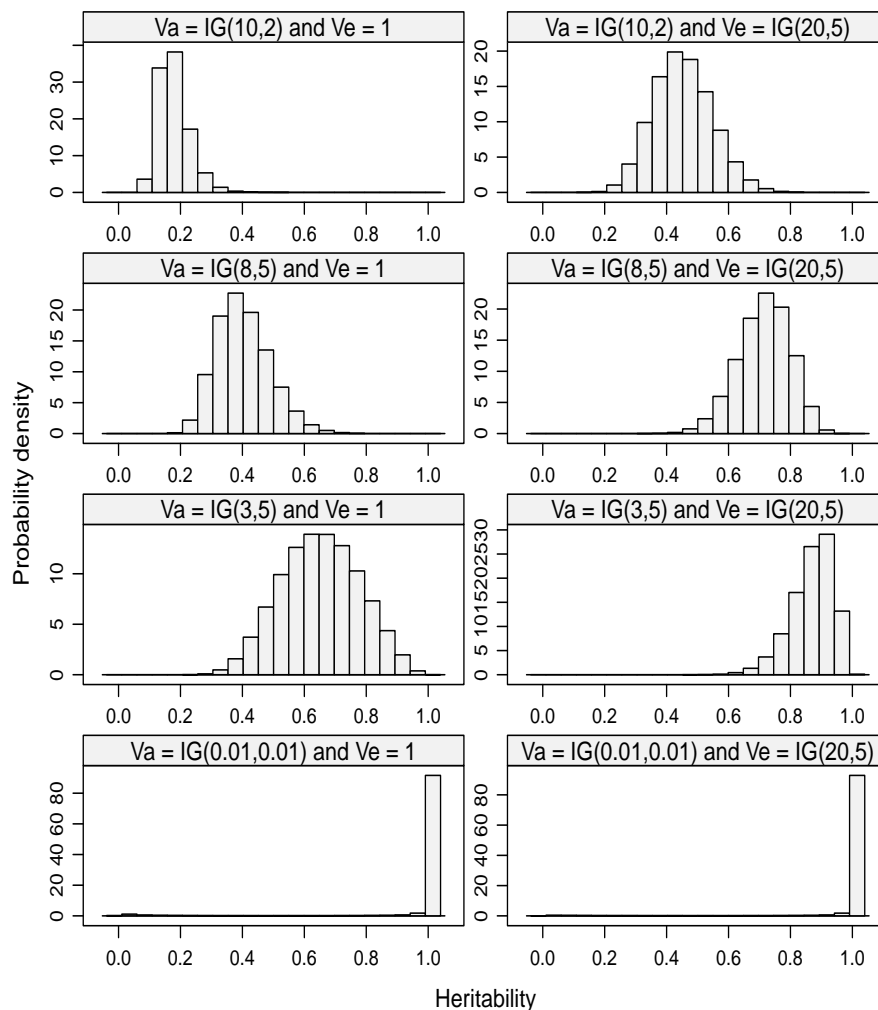 Va = IG(10,2) and Ve = 1
Va = IG(10,2) and Ve = IG(20,5)
0 10 20 30
0 5 10 15 20
0.0 0.2 0.4 0.6 0.8 1.0
0.0 0.2 0.4 0.6 0.8 1.0
Va = IG(8,5) and Ve = 1
Va = IG(8,5) and Ve = IG(20,5)
0 5 10 15 20
0 5 10 15 20
0.0 0.2 0.4 0.6 0.8 1.0
0.0 0.2 0.4 0.6 0.8 1.0
Probability density
Va = IG(3,5) and Ve = 1
Va = IG(3,5) and Ve = IG(20,5)
0 5 10
0 5 10 15 20 25 30
0.0 0.2 0.4 0.6 0.8 1.0
0.0 0.2 0.4 0.6 0.8 1.0
Va = IG(0.01,0.01) and Ve = 1
Va = IG(0.01,0.01) and Ve = IG(20,5)
0 20 40 60 80
0 20 40 60 80
0.0 0.2 0.4 0.6 0.8 1.0
0.0 0.2 0.4 0.6 0.8 1.0
Heritability